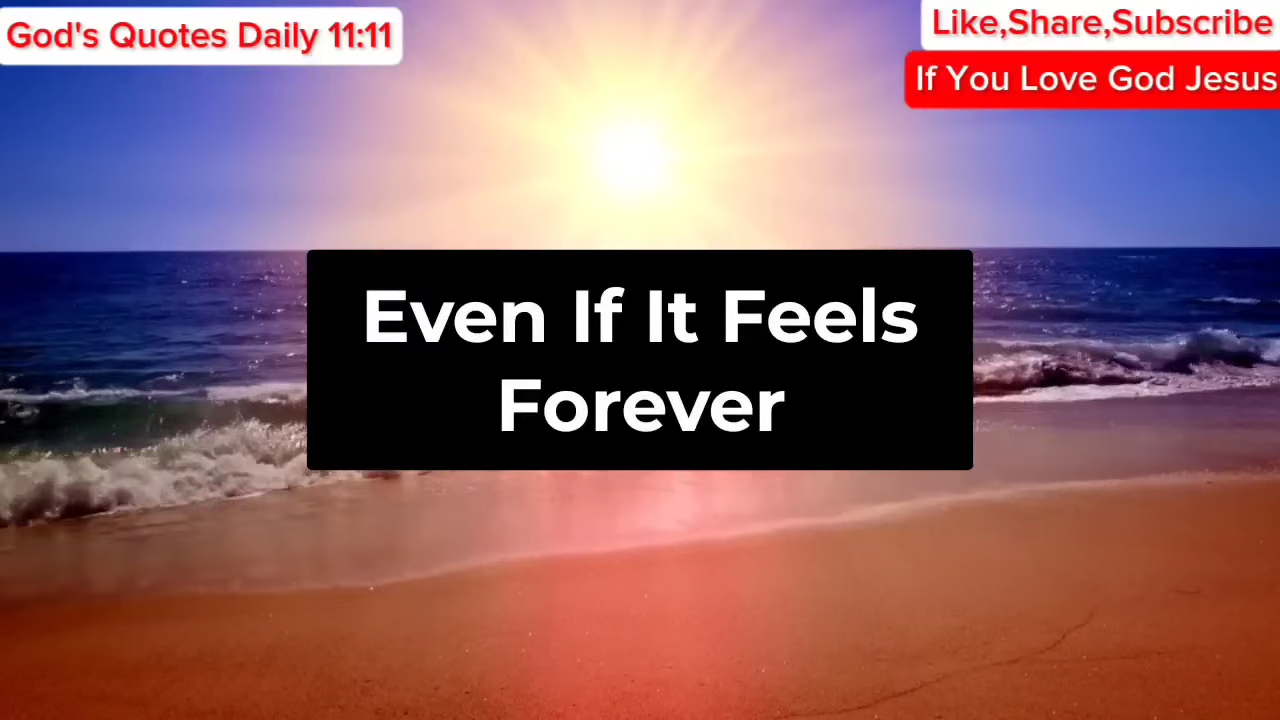 God's Quotes Daily 11:11
Like,Share,Subscribe
If You Love God Jesus
Even If It Feels
Forever